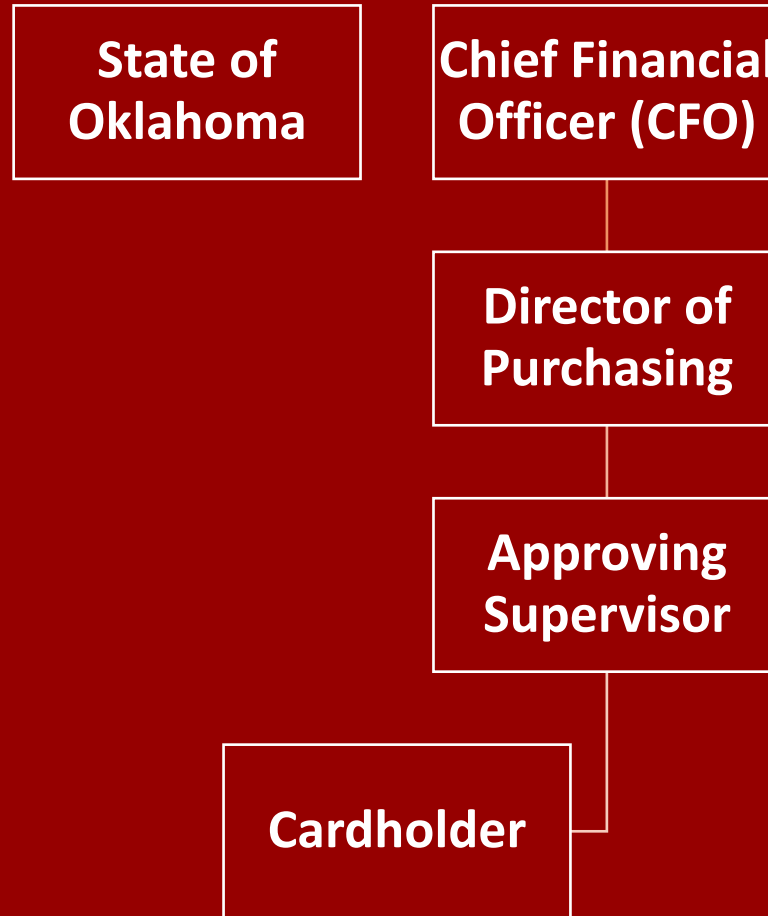 State of
Oklahoma
Chief Financial
Officer (CFO)
Director of
Purchasing
Approving
Supervisor
Cardholder